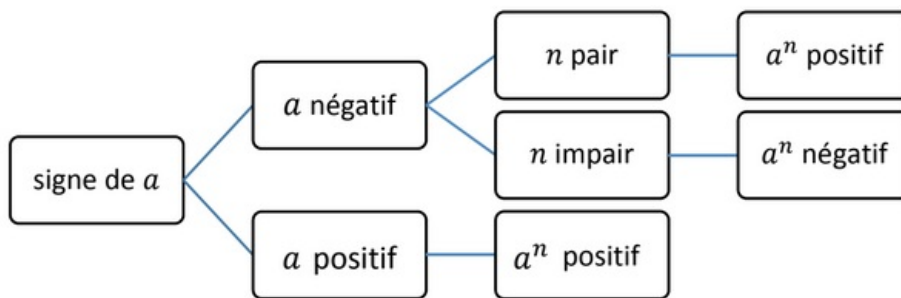 n pair
aⁿ positif
a négatif
n impair
aⁿ négatif
signe de a
a positif
aⁿ positif